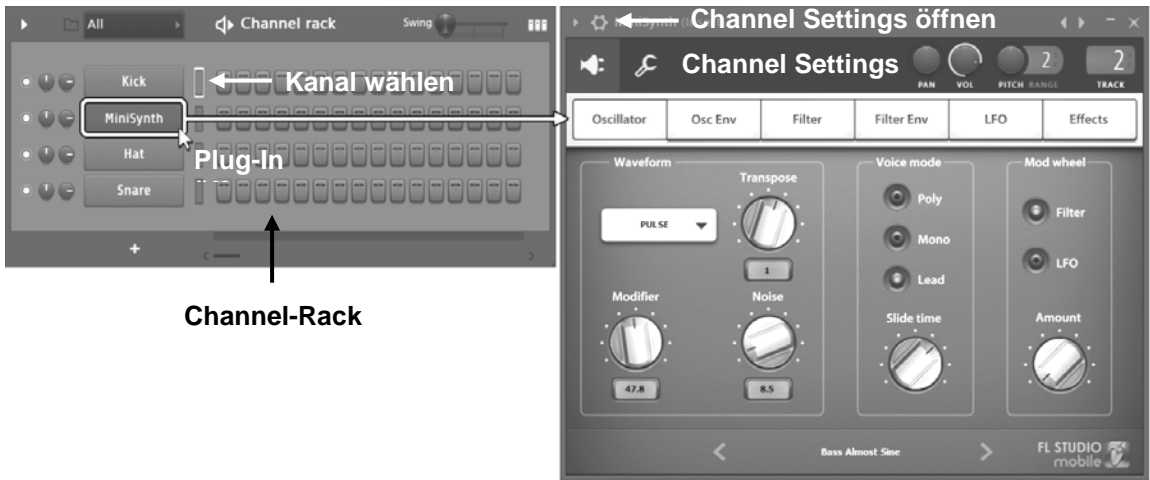 All
Channel rack
Swing
Kick
Kanal wählen
MiniSynth
Hat
Plug-In
Snare
+
Channel-Rack
Channel Settings öffnen
Channel Settings
2
2
PAN VOL PITCH RANGE TRACK
Oscillator Osc Env Filter Filter Env LFO Effects
Waveform
Transpose
PULSE
1
Modifier
Noise
47.8
8.5
Voice mode
Poly
Mono
Lead
Slide time
Mod wheel
Filter
LFO
Amount
Bass Almost Sine
FL STUDIO
mobile